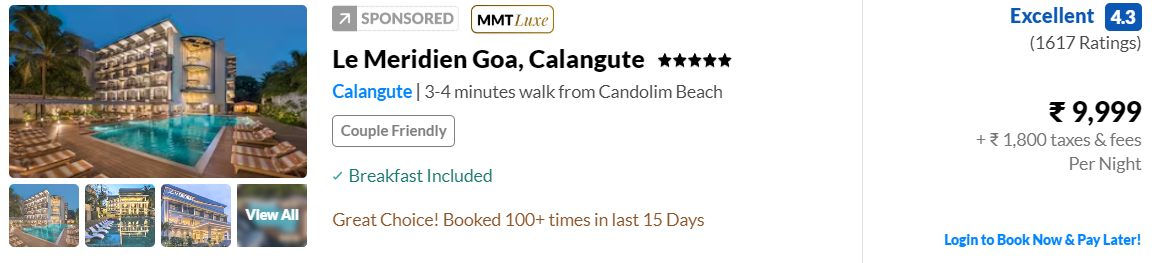 SPONSORED
MMT Luxe
Le Meridien Goa, Calangute ★★★★★
Calangute | 3-4 minutes walk from Candolim Beach
Couple Friendly
✓ Breakfast Included
View All
Great Choice! Booked 100+ times in last 15 Days
Excellent 4.3
(1617 Ratings)
₹ 9,999
+ ₹ 1,800 taxes & fees
Per Night
Login to Book Now & Pay Later!